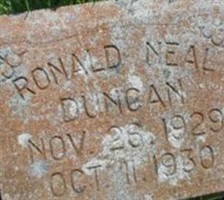 RONALD NEAL
DUNCAN
NOV. 26. 1929
OCT. 11. 1930